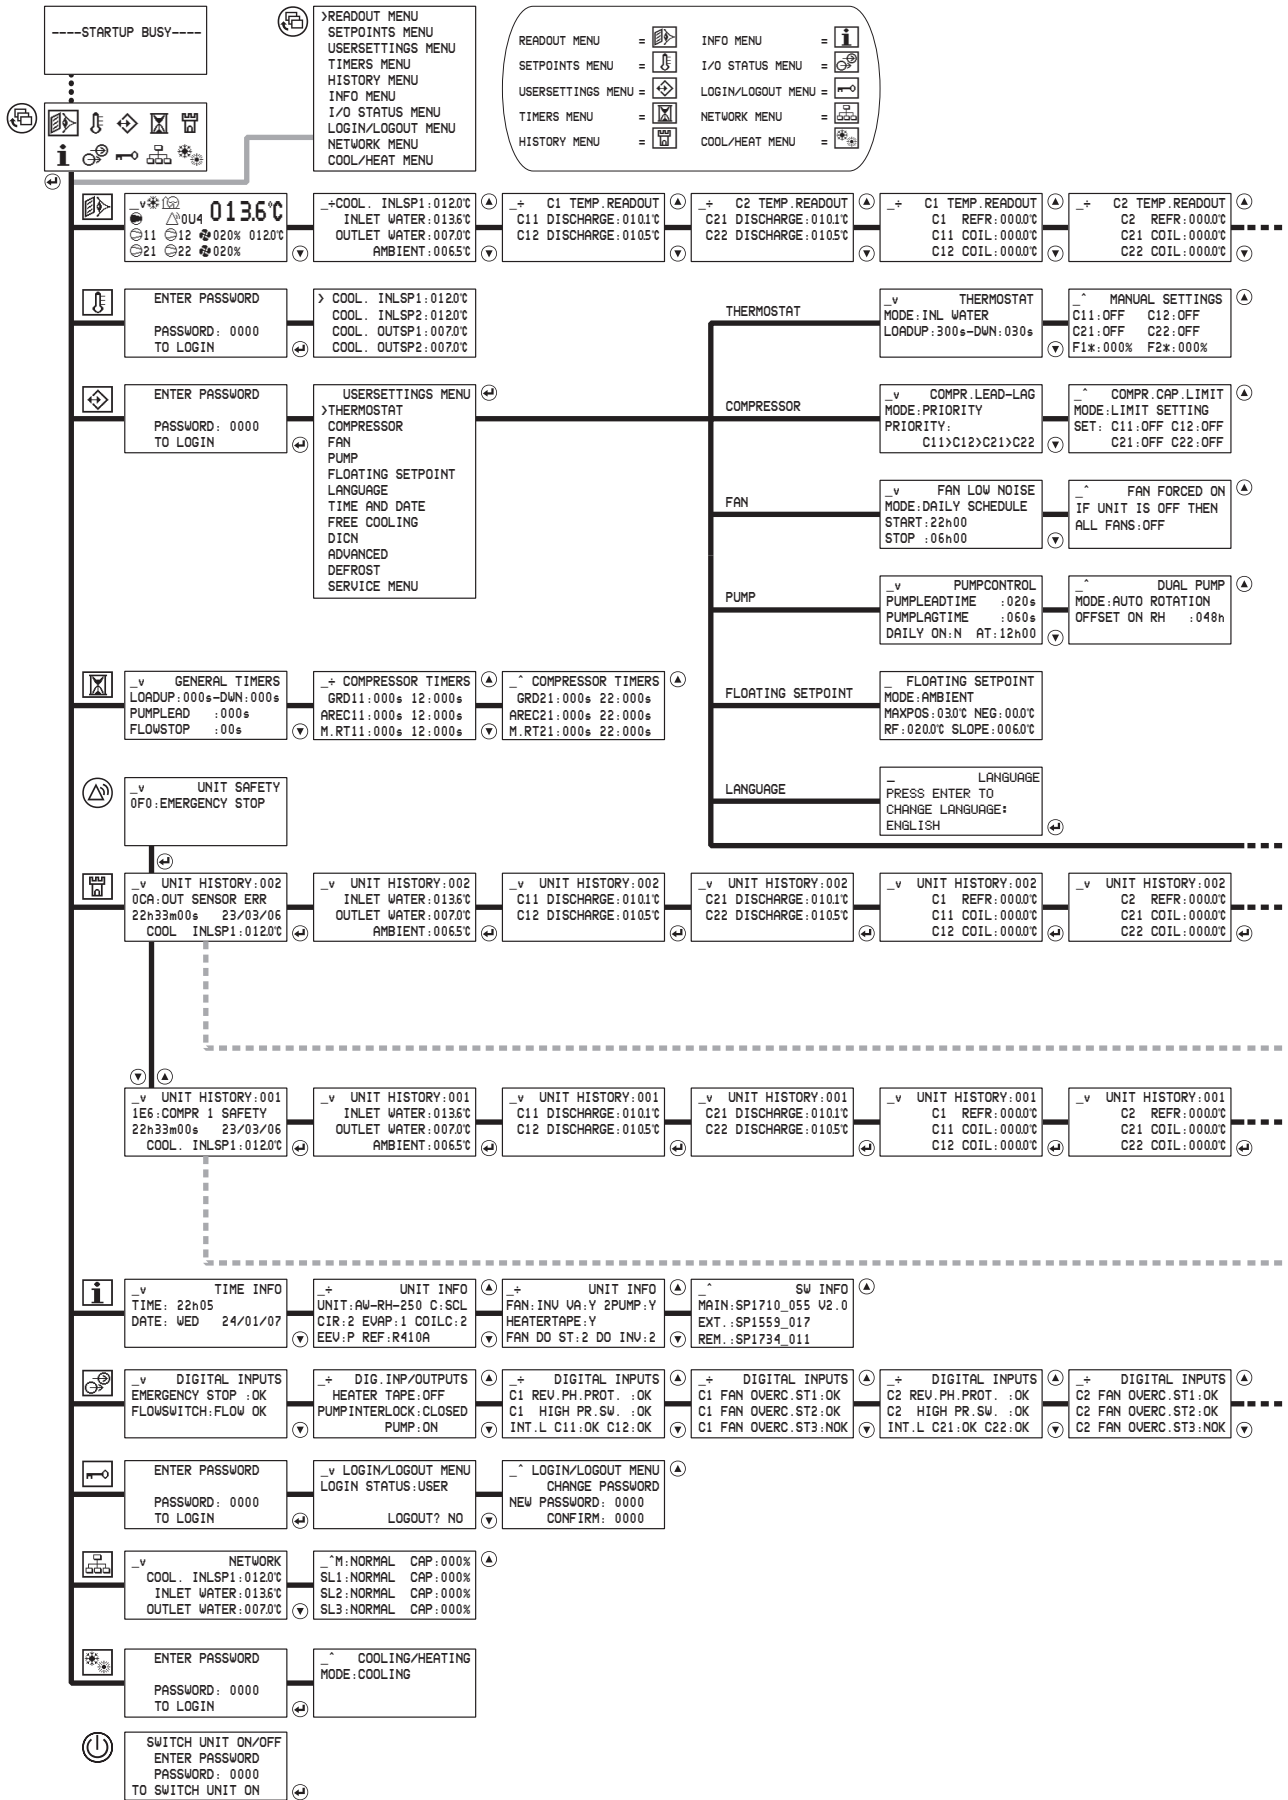 ----STARTUP BUSY----
>READOUT MENU
SETPOINTS MENU
USERSETTINGS MENU
TIMERS MENU
HISTORY MENU
INFO MENU
I/O STATUS MENU
LOGIN/LOGOUT MENU
NETWORK MENU
COOL/HEAT MENU
READOUT MENU =
SETPOINTS MENU =
USERSETTINGS MENU =
TIMERS MENU =
HISTORY MENU =
INFO MENU =
I/O STATUS MENU =
LOGIN/LOGOUT MENU =
NETWORK MENU =
COOL/HEAT MENU =
_v 0U4 013.6°C
11 12 020% 012.0°C
21 22 020%
_÷COOL. INLSP1:012.0°C
INLET WATER:013.6°C
OUTLET WATER:007.0°C
AMBIENT:006.5°C
_÷ C1 TEMP.READOUT
C11 DISCHARGE:010.1°C
C12 DISCHARGE:010.5°C
_÷ C2 TEMP.READOUT
C21 DISCHARGE:010.1°C
C22 DISCHARGE:010.5°C
_÷ C1 TEMP.READOUT
C1 REFR:000.0°C
C11 COIL:000.0°C
C12 COIL:000.0°C
_÷ C2 TEMP.READOUT
C2 REFR:000.0°C
C21 COIL:000.0°C
C22 COIL:000.0°C
ENTER PASSWORD
PASSWORD: 0000
TO LOGIN
> COOL. INLSP1:012.0°C
COOL. INLSP2:012.0°C
COOL. OUTSP1:007.0°C
COOL. OUTSP2:007.0°C
THERMOSTAT
_v THERMOSTAT
MODE:INL WATER
LOADUP:300s-DWN:030s
_^ MANUAL SETTINGS
C11:OFF C12:OFF
C21:OFF C22:OFF
F1*:000% F2*:000%
ENTER PASSWORD
PASSWORD: 0000
TO LOGIN
USERSETTINGS MENU
>THERMOSTAT
COMPRESSOR
FAN
PUMP
FLOATING SETPOINT
LANGUAGE
TIME AND DATE
FREE COOLING
DICN
ADVANCED
DEFROST
SERVICE MENU
COMPRESSOR
_v COMPR.LEAD-LAG
MODE:PRIORITY
PRIORITY:
C11>C12>C21>C22
_^ COMPR.CAP.LIMIT
MODE:LIMIT SETTING
SET: C11:OFF C12:OFF
C21:OFF C22:OFF
FAN
_v FAN LOW NOISE
MODE:DAILY SCHEDULE
START:22h00
STOP :06h00
_^ FAN FORCED ON
IF UNIT IS OFF THEN
ALL FANS:OFF
PUMP
_v PUMPCONTROL
PUMPLEADTIME :020s
PUMPLAGTIME :060s
DAILY ON:N AT:12h00
_^ DUAL PUMP
MODE:AUTO ROTATION
OFFSET ON RH :048h
_v GENERAL TIMERS
LOADUP:000s-DWN:000s
PUMPLEAD :000s
FLOWSTOP :00s
_÷ COMPRESSOR TIMERS
GRD11:000s 12:000s
AREC11:000s 12:000s
M.RT11:000s 12:000s
_^ COMPRESSOR TIMERS
GRD21:000s 22:000s
AREC21:000s 22:000s
M.RT21:000s 22:000s
FLOATING SETPOINT
_ FLOATING SETPOINT
MODE:AMBIENT
MAXPOS:03.0°C NEG:00.0°C
RF:020.0°C SLOPE:006.0°C
_v UNIT SAFETY
0F0:EMERGENCY STOP
LANGUAGE
_ LANGUAGE
PRESS ENTER TO
CHANGE LANGUAGE:
ENGLISH
_v UNIT HISTORY:002
0CA:OUT SENSOR ERR
22h33m00s 23/03/06
COOL INLSP1:012.0°C
_v UNIT HISTORY:002
INLET WATER:013.6°C
OUTLET WATER:007.0°C
AMBIENT:006.5°C
_v UNIT HISTORY:002
C11 DISCHARGE:010.1°C
C12 DISCHARGE:010.5°C
_v UNIT HISTORY:002
C21 DISCHARGE:010.1°C
C22 DISCHARGE:010.5°C
_v UNIT HISTORY:002
C1 REFR:000.0°C
C11 COIL:000.0°C
C12 COIL:000.0°C
_v UNIT HISTORY:002
C2 REFR:000.0°C
C21 COIL:000.0°C
C22 COIL:000.0°C
_v UNIT HISTORY:001
1E6:COMPR 1 SAFETY
22h33m00s 23/03/06
COOL. INLSP1:012.0°C
_v UNIT HISTORY:001
INLET WATER:013.6°C
OUTLET WATER:007.0°C
AMBIENT:006.5°C
_v UNIT HISTORY:001
C11 DISCHARGE:010.1°C
C12 DISCHARGE:010.5°C
_v UNIT HISTORY:001
C21 DISCHARGE:010.1°C
C22 DISCHARGE:010.5°C
_v UNIT HISTORY:001
C1 REFR:000.0°C
C11 COIL:000.0°C
C12 COIL:000.0°C
_v UNIT HISTORY:001
C2 REFR:000.0°C
C21 COIL:000.0°C
C22 COIL:000.0°C
i
_v TIME INFO
TIME: 22h05
DATE: WED 24/01/07
_÷ UNIT INFO
UNIT:AW-RH-250 C:SCL
CIR:2 EVAP:1 COILC:2
EEV:P REF:R410A
_÷ UNIT INFO
FAN:INV VA:Y 2PUMP:Y
HEATERTAPE:Y
FAN DO ST:2 DO INV:2
_^ SW INFO
MAIN:SP1710_055 V2.0
EXT.:SP1559_017
REM.:SP1734_011
_v DIGITAL INPUTS
EMERGENCY STOP :OK
FLOWSWITCH:FLOW OK
_÷ DIG.INP/OUTPUTS
HEATER TAPE:OFF
PUMPINTERLOCK:CLOSED
PUMP:ON
_÷ DIGITAL INPUTS
C1 REV.PH.PROT. :OK
C1 HIGH PR.SW. :OK
INT.L C11:OK C12:OK
_÷ DIGITAL INPUTS
C1 FAN OVERC.ST1:OK
C1 FAN OVERC.ST2:OK
C1 FAN OVERC.ST3:NOK
_÷ DIGITAL INPUTS
C2 REV.PH.PROT. :OK
C2 HIGH PR.SW. :OK
INT.L C21:OK C22:OK
_÷ DIGITAL INPUTS
C2 FAN OVERC.ST1:OK
C2 FAN OVERC.ST2:OK
C2 FAN OVERC.ST3:NOK
ENTER PASSWORD
PASSWORD: 0000
TO LOGIN
_v LOGIN/LOGOUT MENU
LOGIN STATUS:USER
LOGOUT? NO
_^ LOGIN/LOGOUT MENU
CHANGE PASSWORD
NEW PASSWORD: 0000
CONFIRM: 0000
_v NETWORK
COOL. INLSP1:012.0°C
INLET WATER:013.6°C
OUTLET WATER:007.0°C
_^M:NORMAL CAP:000%
SL1:NORMAL CAP:000%
SL2:NORMAL CAP:000%
SL3:NORMAL CAP:000%
ENTER PASSWORD
PASSWORD: 0000
TO LOGIN
_^ COOLING/HEATING
MODE:COOLING
SWITCH UNIT ON/OFF
ENTER PASSWORD
PASSWORD: 0000
TO SWITCH UNIT ON